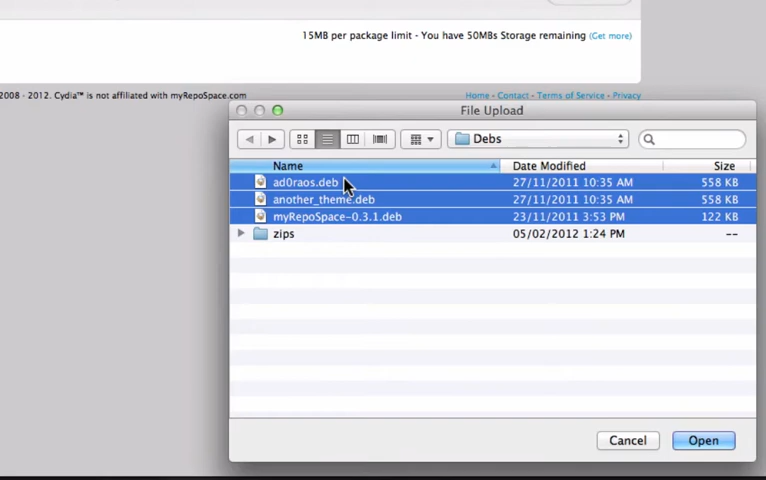 15MB per package limit - You have 50MBs Storage remaining (Get more)
2008 - 2012. Cydia™ is not affiliated with myRepoSpace.com
Home - Contact - Terms of Service - Privacy
File Upload
Debs
Name Date Modified Size
ad0raos.deb 27/11/2011 10:35 AM 558 KB
another_theme.deb 27/11/2011 10:35 AM 558 KB
myRepoSpace-0.3.1.deb 23/11/2011 3:53 PM 122 KB
zips 05/02/2012 1:24 PM --
Cancel Open